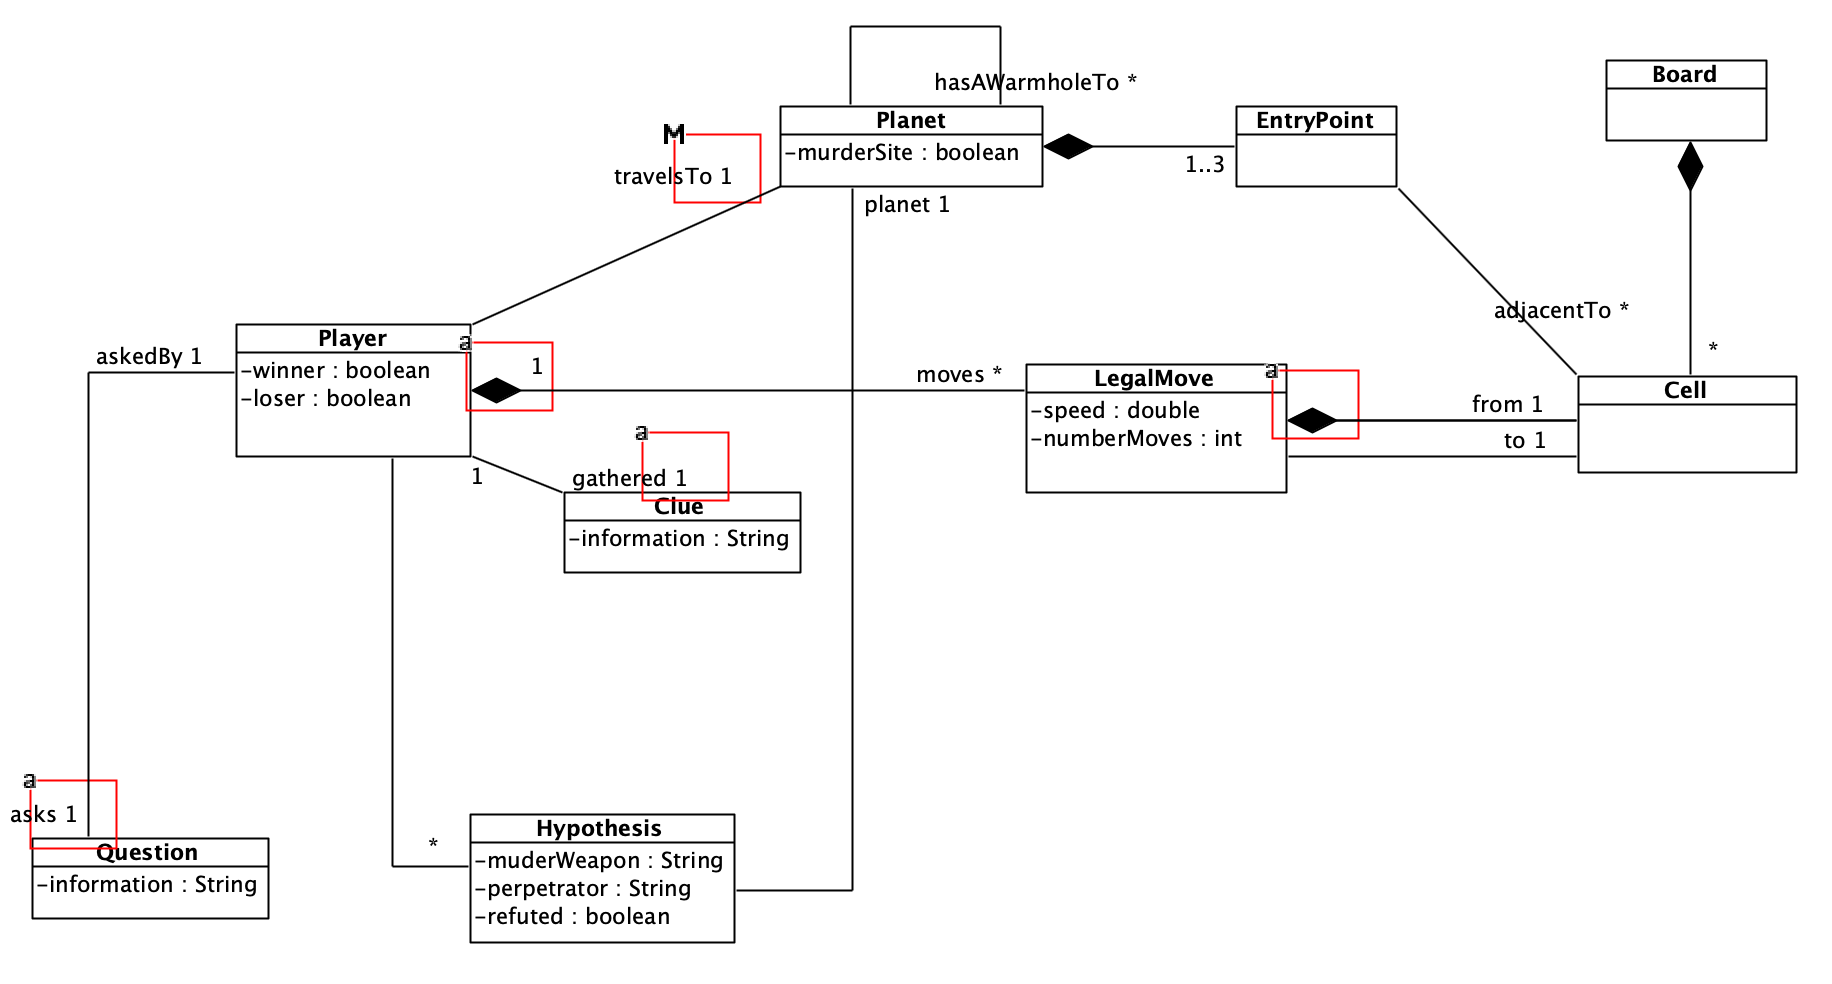 hasAWarmholeTo *
Board
Planet
EntryPoint
M
-murderSite : boolean
1..3
travelsTo 1
planet 1
adjacentTo *
Player
a
askedBy 1
*
1
-winner : boolean
-loser : boolean
moves *
LegalMove
a
-speed : double
-numberMoves : int
from 1
to 1
Cell
a
1
gathered 1
Clue
-information : String
a
asks 1
Question
-information : String
*
Hypothesis
-muderWeapon : String
-perpetrator : String
-refuted : boolean